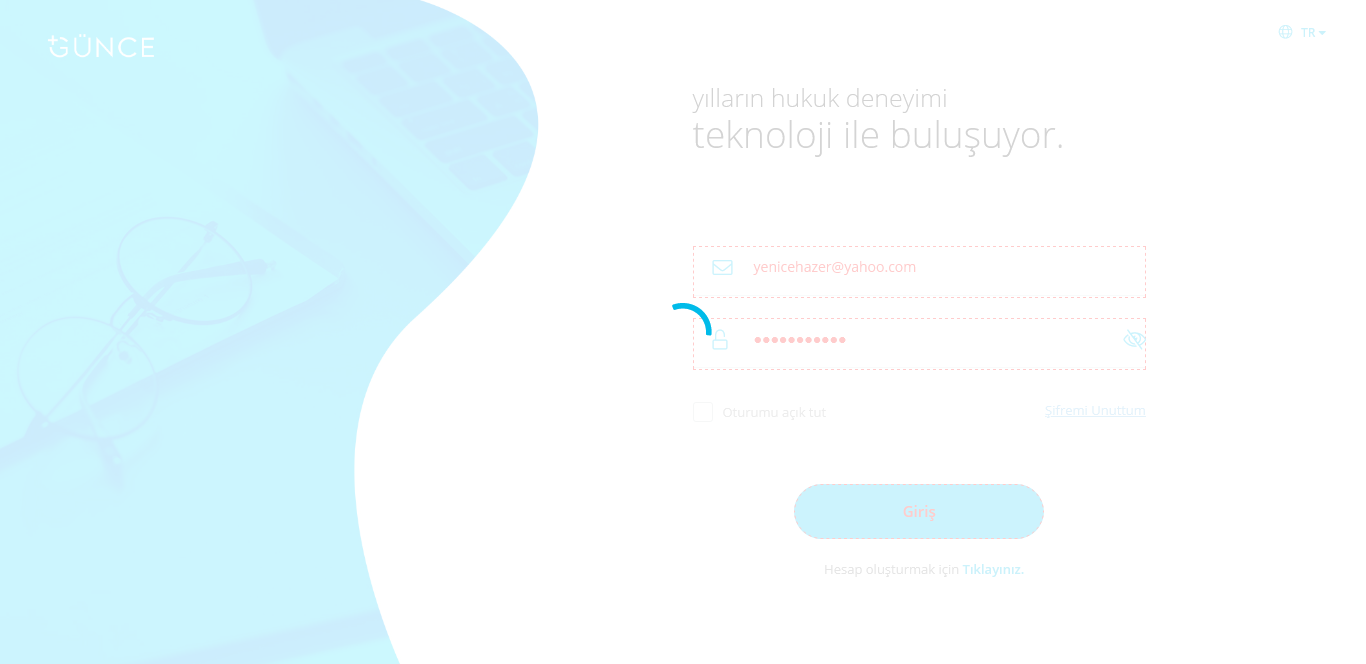 GÜNCE
TR
yılların hukuk deneyimi
teknoloji ile buluşuyor.
yenicehazer@yahoo.com
•••••••••••
Oturumu açık tut
Şifremi Unuttum
Giriş
Hesap oluşturmak için Tıklayınız.